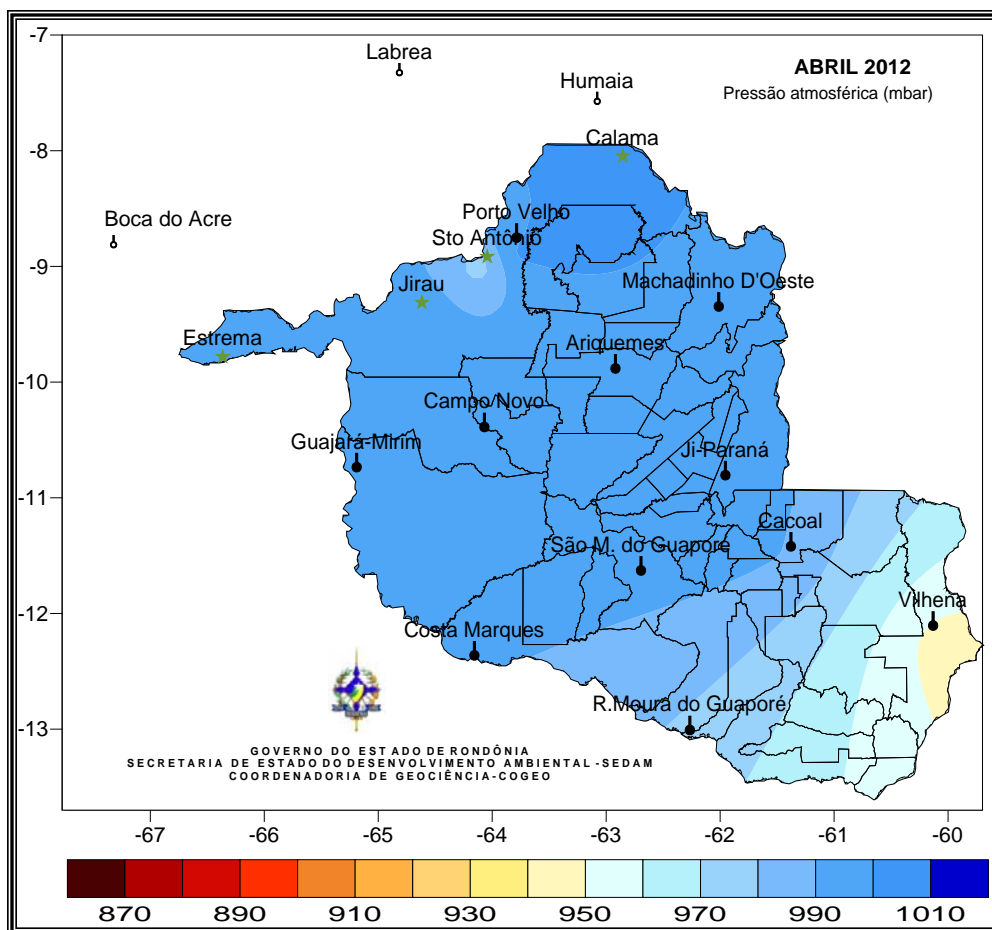 ABRIL 2012
Pressão atmosférica (mbar)
-7
Labrea
Humaia
Calama
-8
Boca do Acre
Porto Velho
Sto Antônio
-9
Jirau
Machadinho D'Oeste
Estrema
Ariquemes
-10
Campo Novo
Guajará-Mirim
Ji-Paraná
-11
Cacoal
São M. do Guaporé
-12
Vilhena
Costa Marques
R.Moura do Guaporé
-13
GOVERNO DO ESTADO DE RONDÔNIA
SECRETARIA DE ESTADO DO DESENVOLVIMENTO AMBIENTAL -SEDAM
COORDENADORIA DE GEOCIÊNCIA-COGEO
-67 -66 -65 -64 -63 -62 -61 -60
870 890 910 930 950 970 990 1010